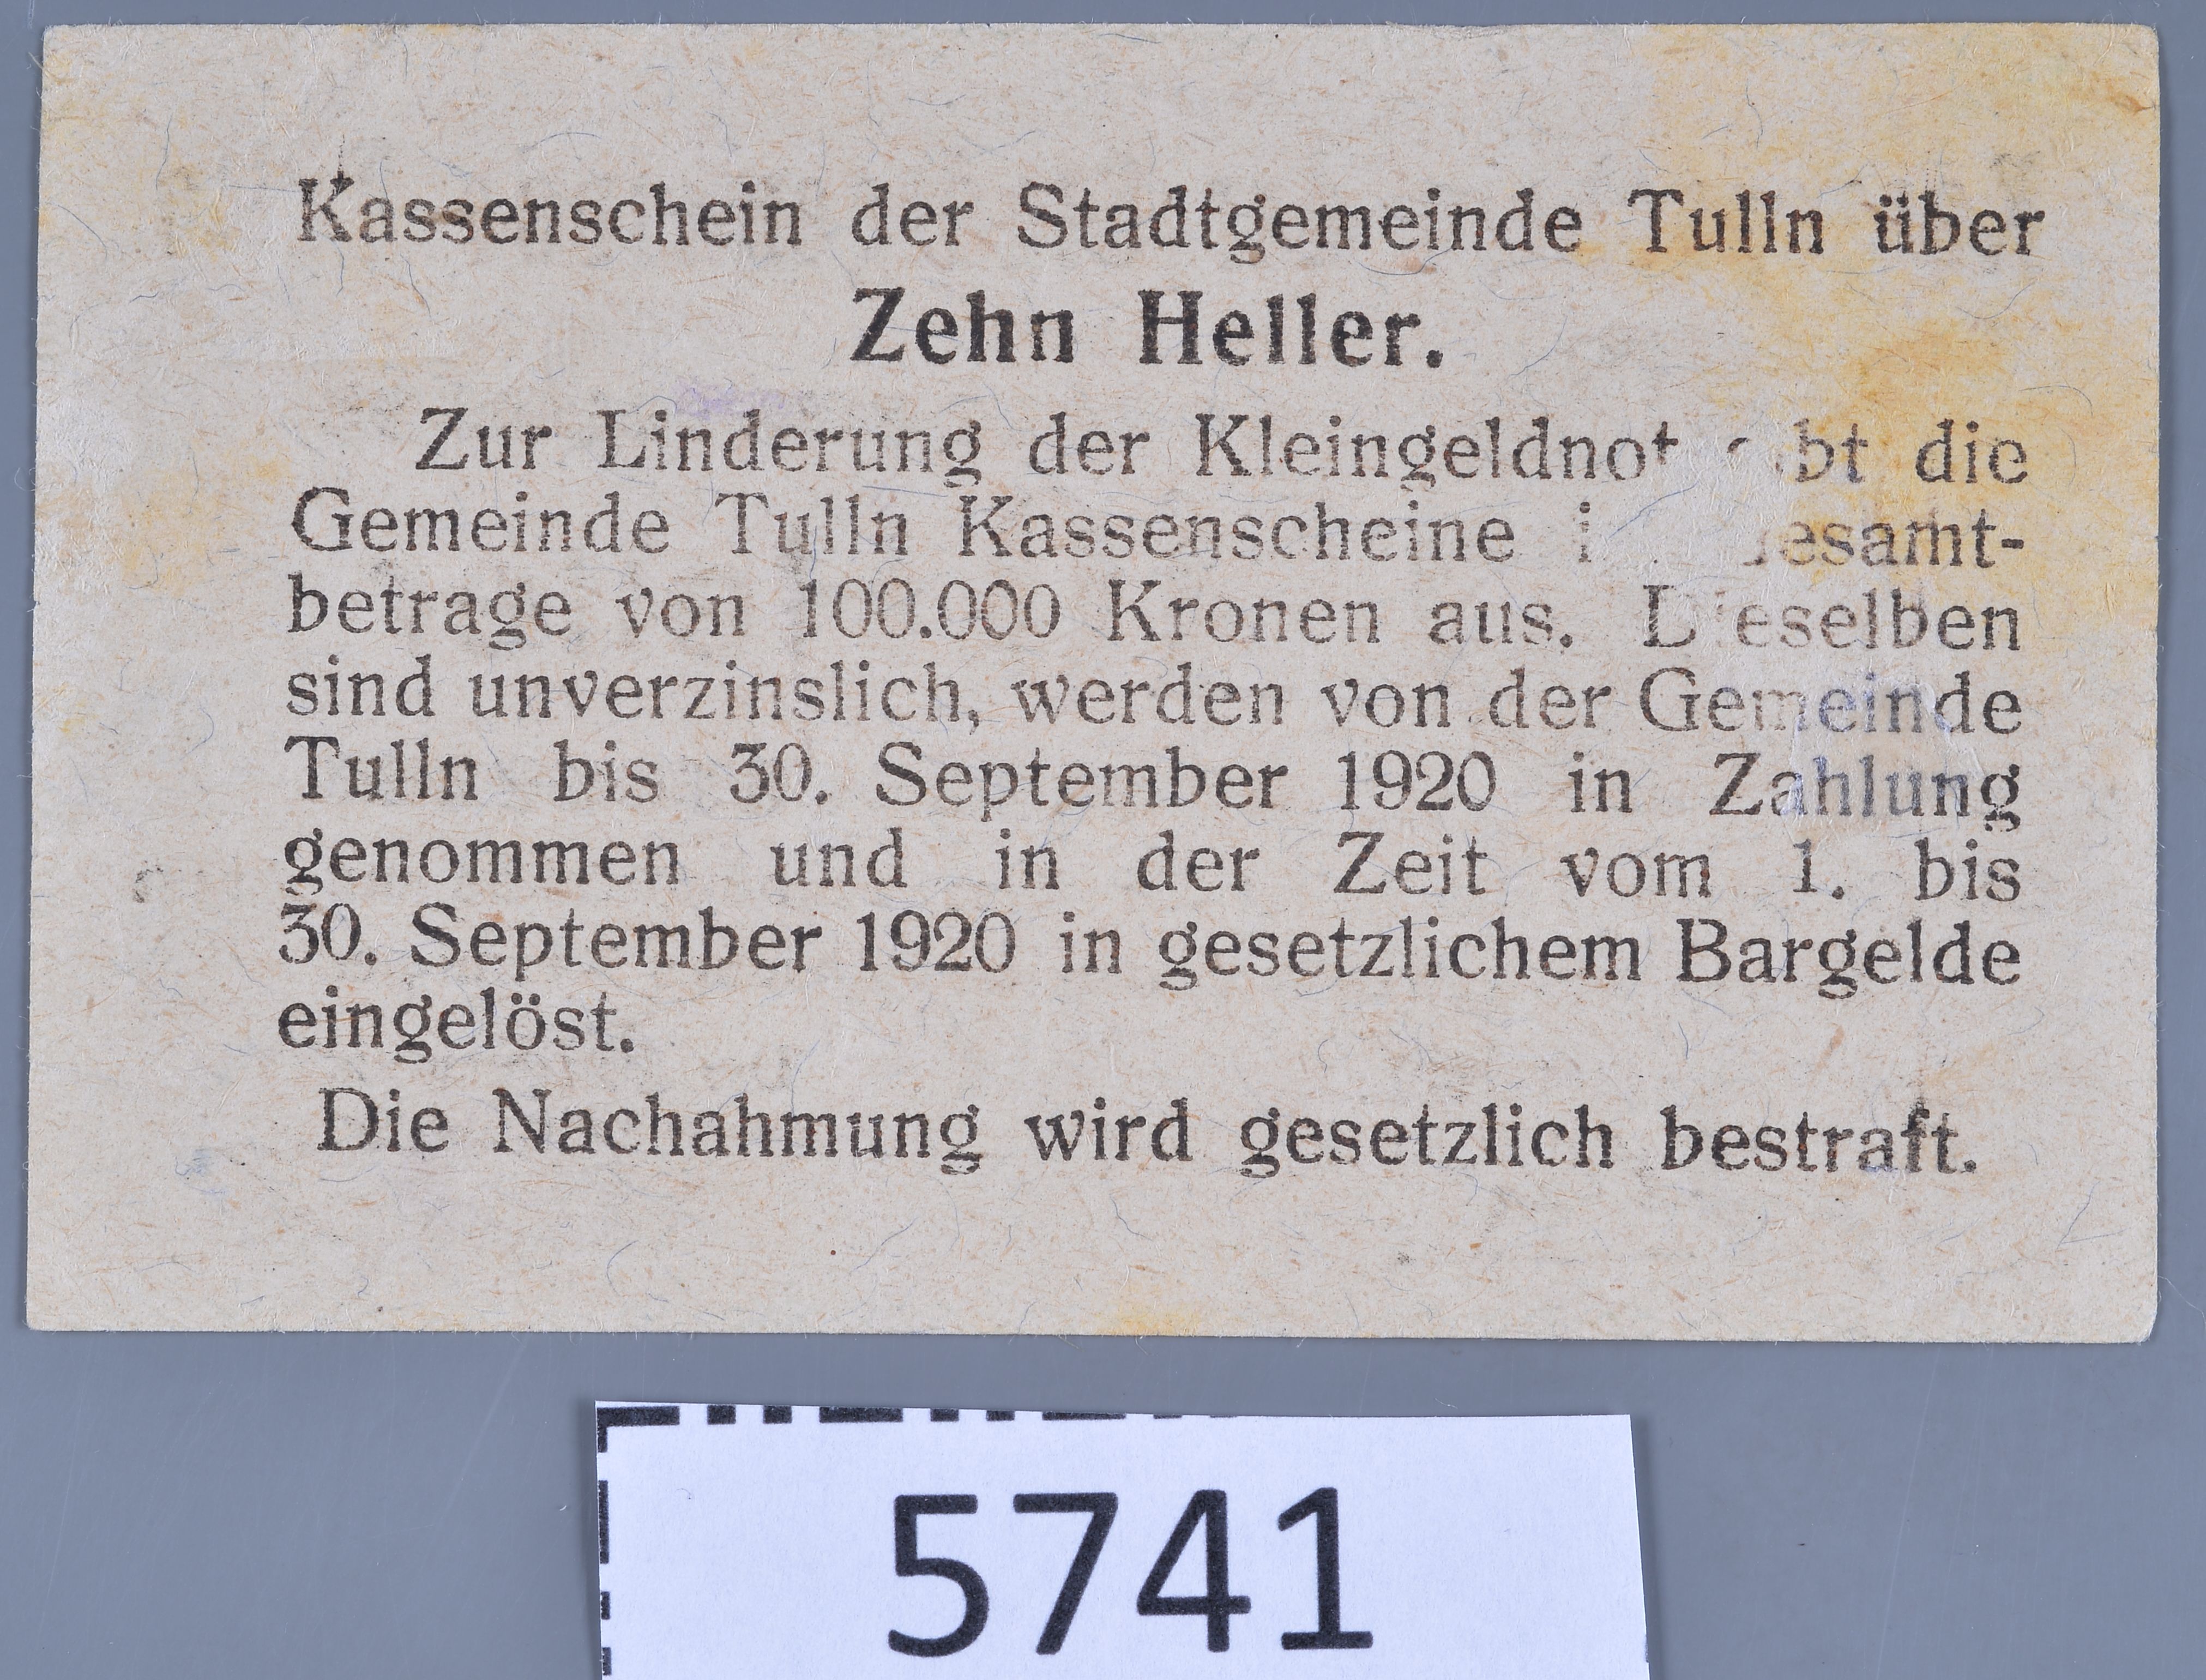 Kassenschein der Stadtgemeinde Tulln über
Zehn Heller.
Zur Linderung der Kleingeldnot die
Gemeinde Tulln Kassenscheine
betrage von 100.000 Kronen aus. Dieselben
sind unverzinslich, werden von der Gemeinde
Tulln bis 30. September 1920 in Zahlung
genommen und in der Zeit vom 1. bis
30. September 1920 in gesetzlichem Bargelde
eingelöst.
Die Nachahmung wird gesetzlich bestraft.
5741